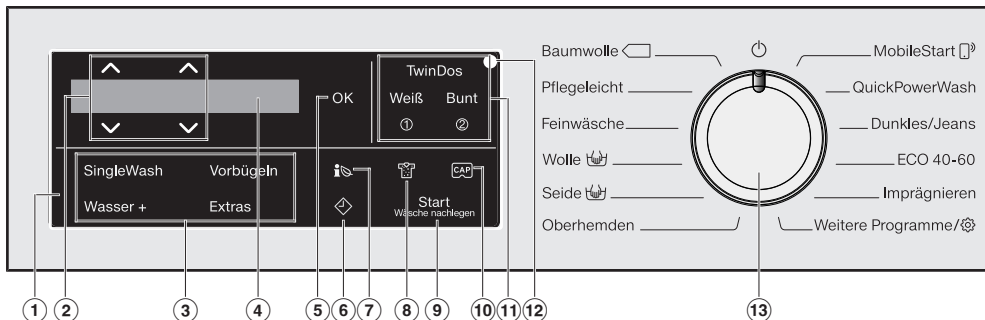 TwinDos
OK
Weiß Bunt
① ②
SingleWash Vorbügeln
CAP
Wasser + Extras
Start
Wäsche nachlegen
Baumwolle
Pflegeleicht
Feinwäsche
Wolle
Seide
Oberhemden
MobileStart
QuickPowerWash
Dunkles/Jeans
ECO 40-60
Imprägnieren
Weitere Programme/
① ② ③ ④ ⑤ ⑥ ⑦ ⑧ ⑨ ⑩ ⑪ ⑫ ⑬